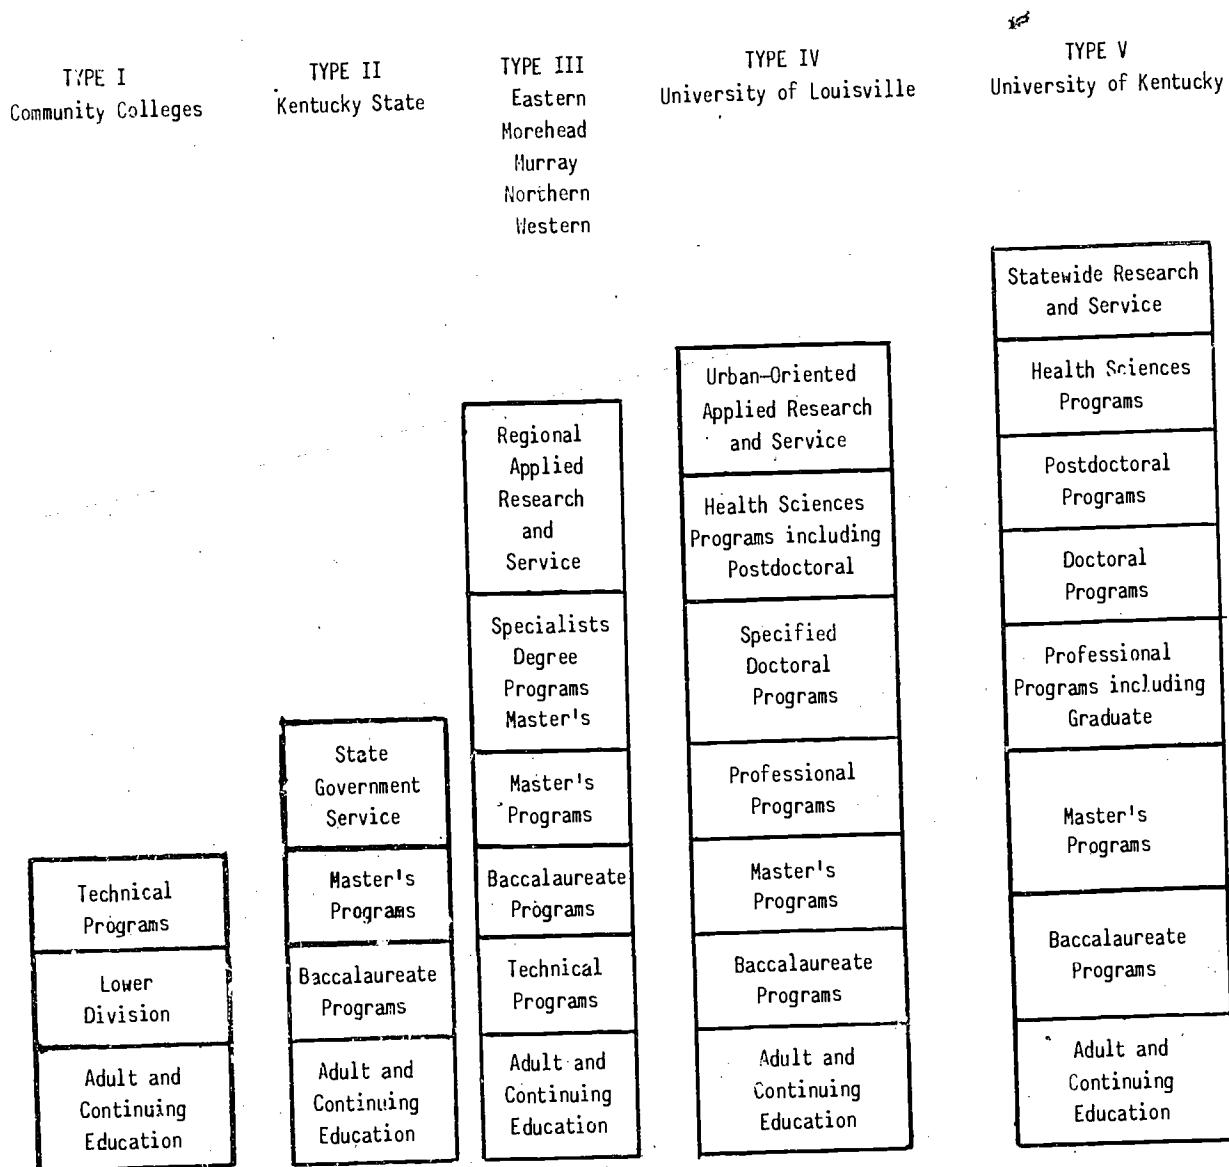 TYPE I
Community Colleges
TYPE II
Kentucky State
TYPE III
Eastern
Morehead
Murray
Northern
Western
TYPE IV
University of Louisville
TYPE V
University of Kentucky
Technical
Programs
Lower
Division
Adult and
Continuing
Education
State
Government
Service
Master's
Programs
Baccalaureate
Programs
Adult and
Continuing
Education
Regional
Applied
Research
and
Service
Specialists
Degree
Programs
Master's
Master's
Programs
Baccalaureate
Programs
Technical
Programs
Adult and
Continuing
Education
Urban-Oriented
Applied Research
and Service
Health Sciences
Programs including
Postdoctoral
Specified
Doctoral
Programs
Professional
Programs
Master's
Programs
Baccalaureate
Programs
Adult and
Continuing
Education
Statewide Research
and Service
Health Sciences
Programs
Postdoctoral
Programs
Doctoral
Programs
Professional
Programs including
Graduate
Master's
Programs
Baccalaureate
Programs
Adult and
Continuing
Education